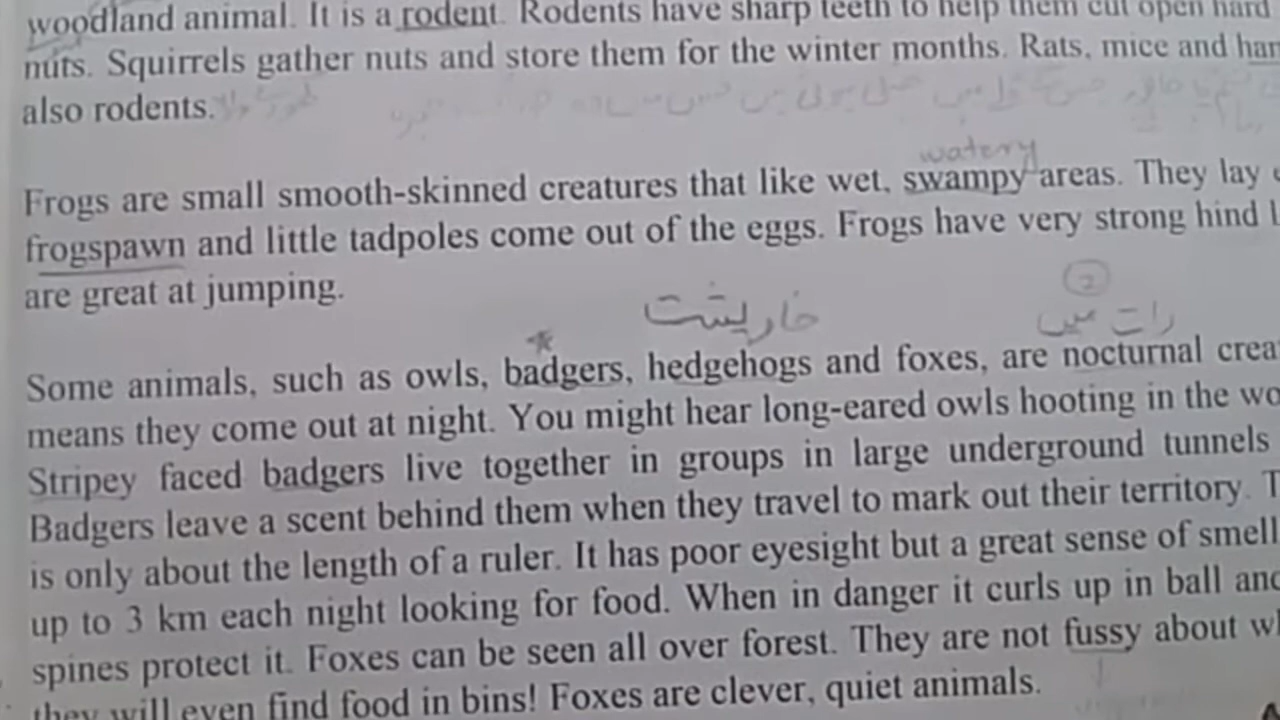 woodland animal. It is a rodent. Rodents have sharp teeth to help them cut open hard
nuts. Squirrels gather nuts and store them for the winter months. Rats, mice and
also rodents.
watery
Frogs are small smooth-skinned creatures that like wet, swampy areas. They lay
frogspawn and little tadpoles come out of the eggs. Frogs have very strong hind
are great at jumping.
2
خارپشت رات میں
Some animals, such as owls, badgers, hedgehogs and foxes, are nocturnal
means they come out at night. You might hear long-eared owls hooting in the
Stripey faced badgers live together in groups in large underground tunnels
Badgers leave a scent behind them when they travel to mark out their territory.
is only about the length of a ruler. It has poor eyesight but a great sense of smell
up to 3 km each night looking for food. When in danger it curls up in ball
spines protect it. Foxes can be seen all over forest. They are not fussy about
they will even find food in bins! Foxes are clever, quiet animals.